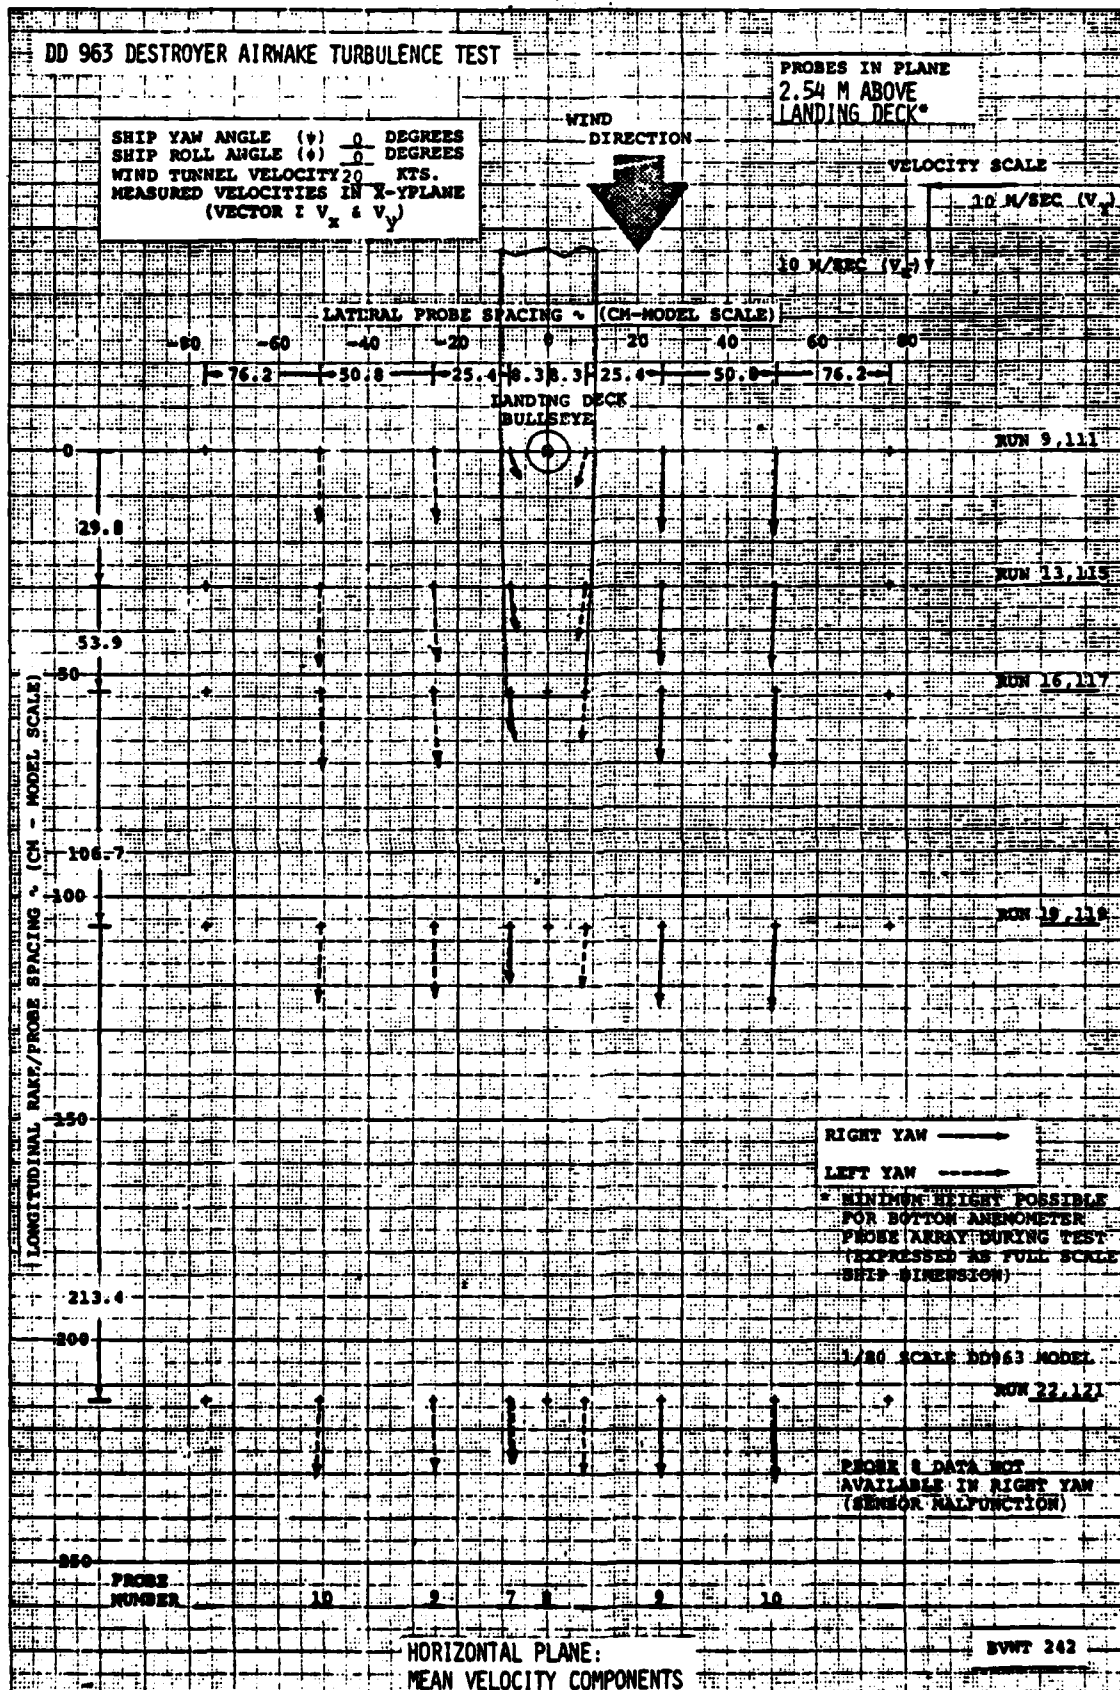 DD 963 DESTROYER AIRWAKE TURBULENCE TEST
PROBES IN PLANE
2.54 M ABOVE
LANDING DECK*
SHIP YAW ANGLE (ψ) 0 DEGREES
SHIP ROLL ANGLE (φ) 0 DEGREES
WIND TUNNEL VELOCITY 20 KTS.
MEASURED VELOCITIES IN X-YPLANE
(VECTOR Σ Vx & Vy)
WIND
DIRECTION
VELOCITY SCALE
10 M/SEC (Vy)
10 M/SEC (Vx)
LATERAL PROBE SPACING ~ (CM-MODEL SCALE)
-80 -60 -40 -20 0 20 40 60 80
76.2 50.8 25.4 8.3 8.3 25.4 50.8 76.2
LANDING DECK
BULLSEYE
0
RUN 9,111
29.8
RUN 13,115
53.9
50
RUN 16,117
LONGITUDINAL RAKE/PROBE SPACING ~ (CM - MODEL SCALE)
106.7
100
RUN 19,119
150
RIGHT YAW
LEFT YAW
* MINIMUM HEIGHT POSSIBLE
FOR BOTTOM ANEMOMETER
PROBE ARRAY DURING TEST
(EXPRESSED AS FULL SCALE
SHIP DIMENSION)
213.4
200
1/80 SCALE DD963 MODEL
RUN 22,121
PROBE 8 DATA NOT
AVAILABLE IN RIGHT YAW
(SENSOR MALFUNCTION)
250
PROBE
NUMBER 10 9 7 8 9 10
HORIZONTAL PLANE:
MEAN VELOCITY COMPONENTS
BVWT 242